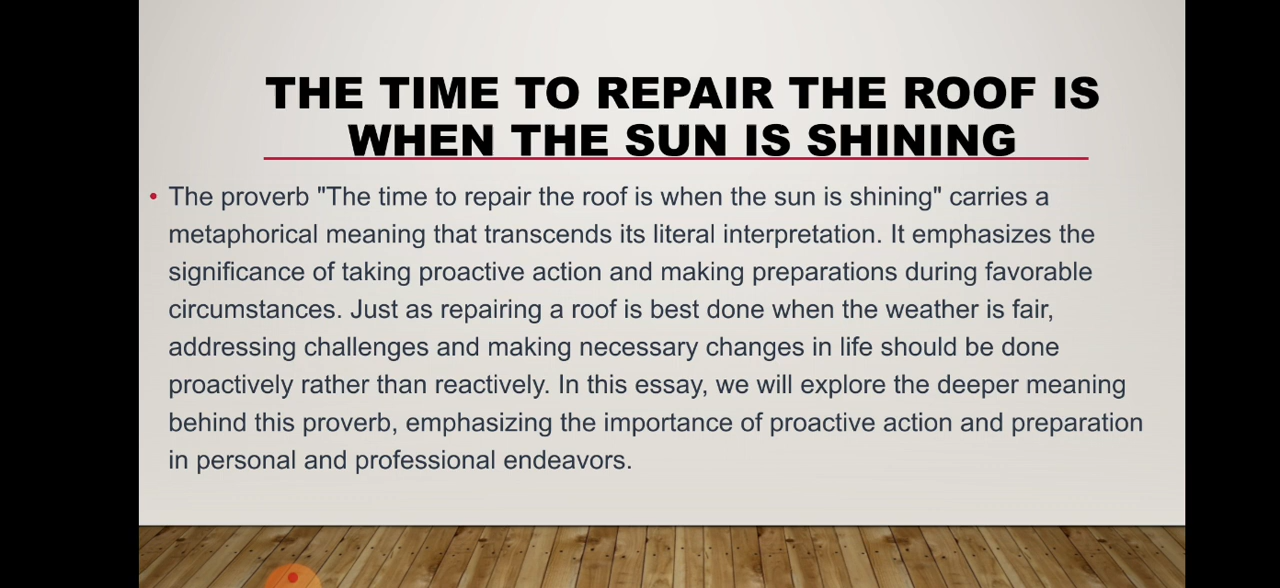 THE TIME TO REPAIR THE ROOF IS
WHEN THE SUN IS SHINING
• The proverb "The time to repair the roof is when the sun is shining" carries a
metaphorical meaning that transcends its literal interpretation. It emphasizes the
significance of taking proactive action and making preparations during favorable
circumstances. Just as repairing a roof is best done when the weather is fair,
addressing challenges and making necessary changes in life should be done
proactively rather than reactively. In this essay, we will explore the deeper meaning
behind this proverb, emphasizing the importance of proactive action and preparation
in personal and professional endeavors.